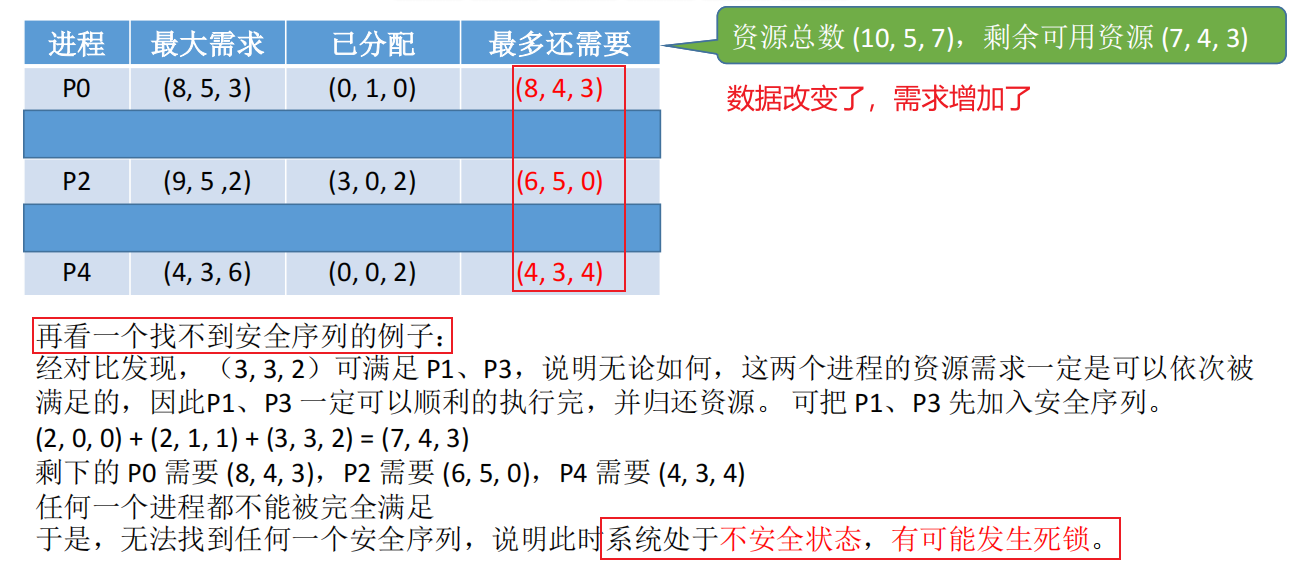 进程 最大需求 已分配 最多还需要
资源总数 (10, 5, 7)，剩余可用资源 (7, 4, 3)
P0 (8, 5, 3) (0, 1, 0) (8, 4, 3)
数据改变了，需求增加了
P2 (9, 5 ,2) (3, 0, 2) (6, 5, 0)
P4 (4, 3, 6) (0, 0, 2) (4, 3, 4)
再看一个找不到安全序列的例子：
经对比发现，（3, 3, 2）可满足 P1、P3，说明无论如何，这两个进程的资源需求一定是可以依次被
满足的，因此P1、P3 一定可以顺利的执行完，并归还资源。 可把 P1、P3 先加入安全序列。
(2, 0, 0) + (2, 1, 1) + (3, 3, 2) = (7, 4, 3)
剩下的 P0 需要 (8, 4, 3)，P2 需要 (6, 5, 0)，P4 需要 (4, 3, 4)
任何一个进程都不能被完全满足
于是，无法找到任何一个安全序列，说明此时系统处于不安全状态，有可能发生死锁。